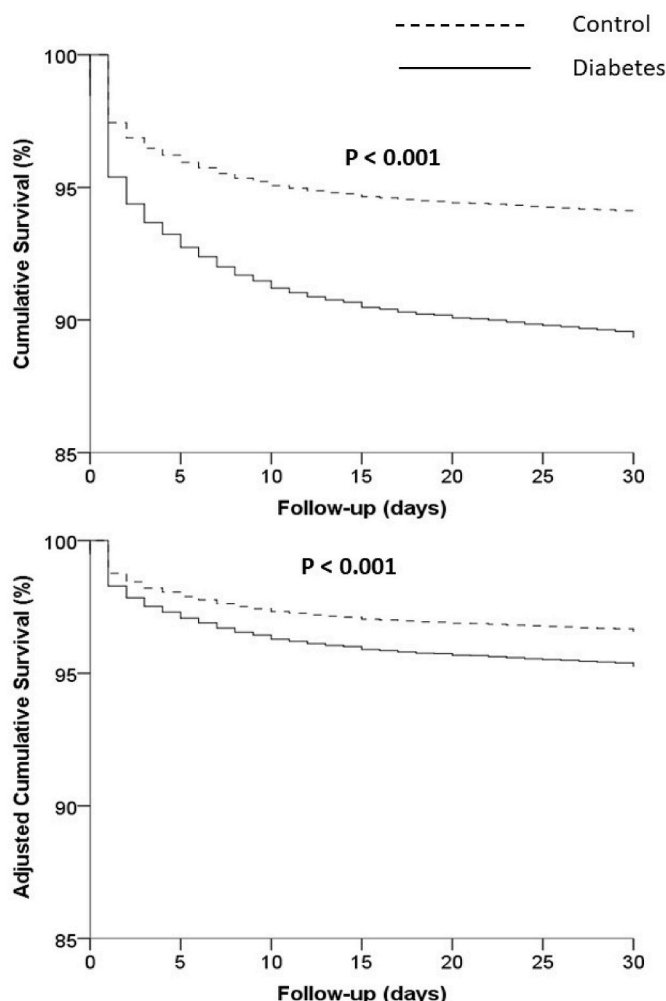 Control
Diabetes
100
95
90
85
Cumulative Survival (%)
P < 0.001
0 5 10 15 20 25 30
Follow-up (days)
100
95
90
85
Adjusted Cumulative Survival (%)
P < 0.001
0 5 10 15 20 25 30
Follow-up (days)